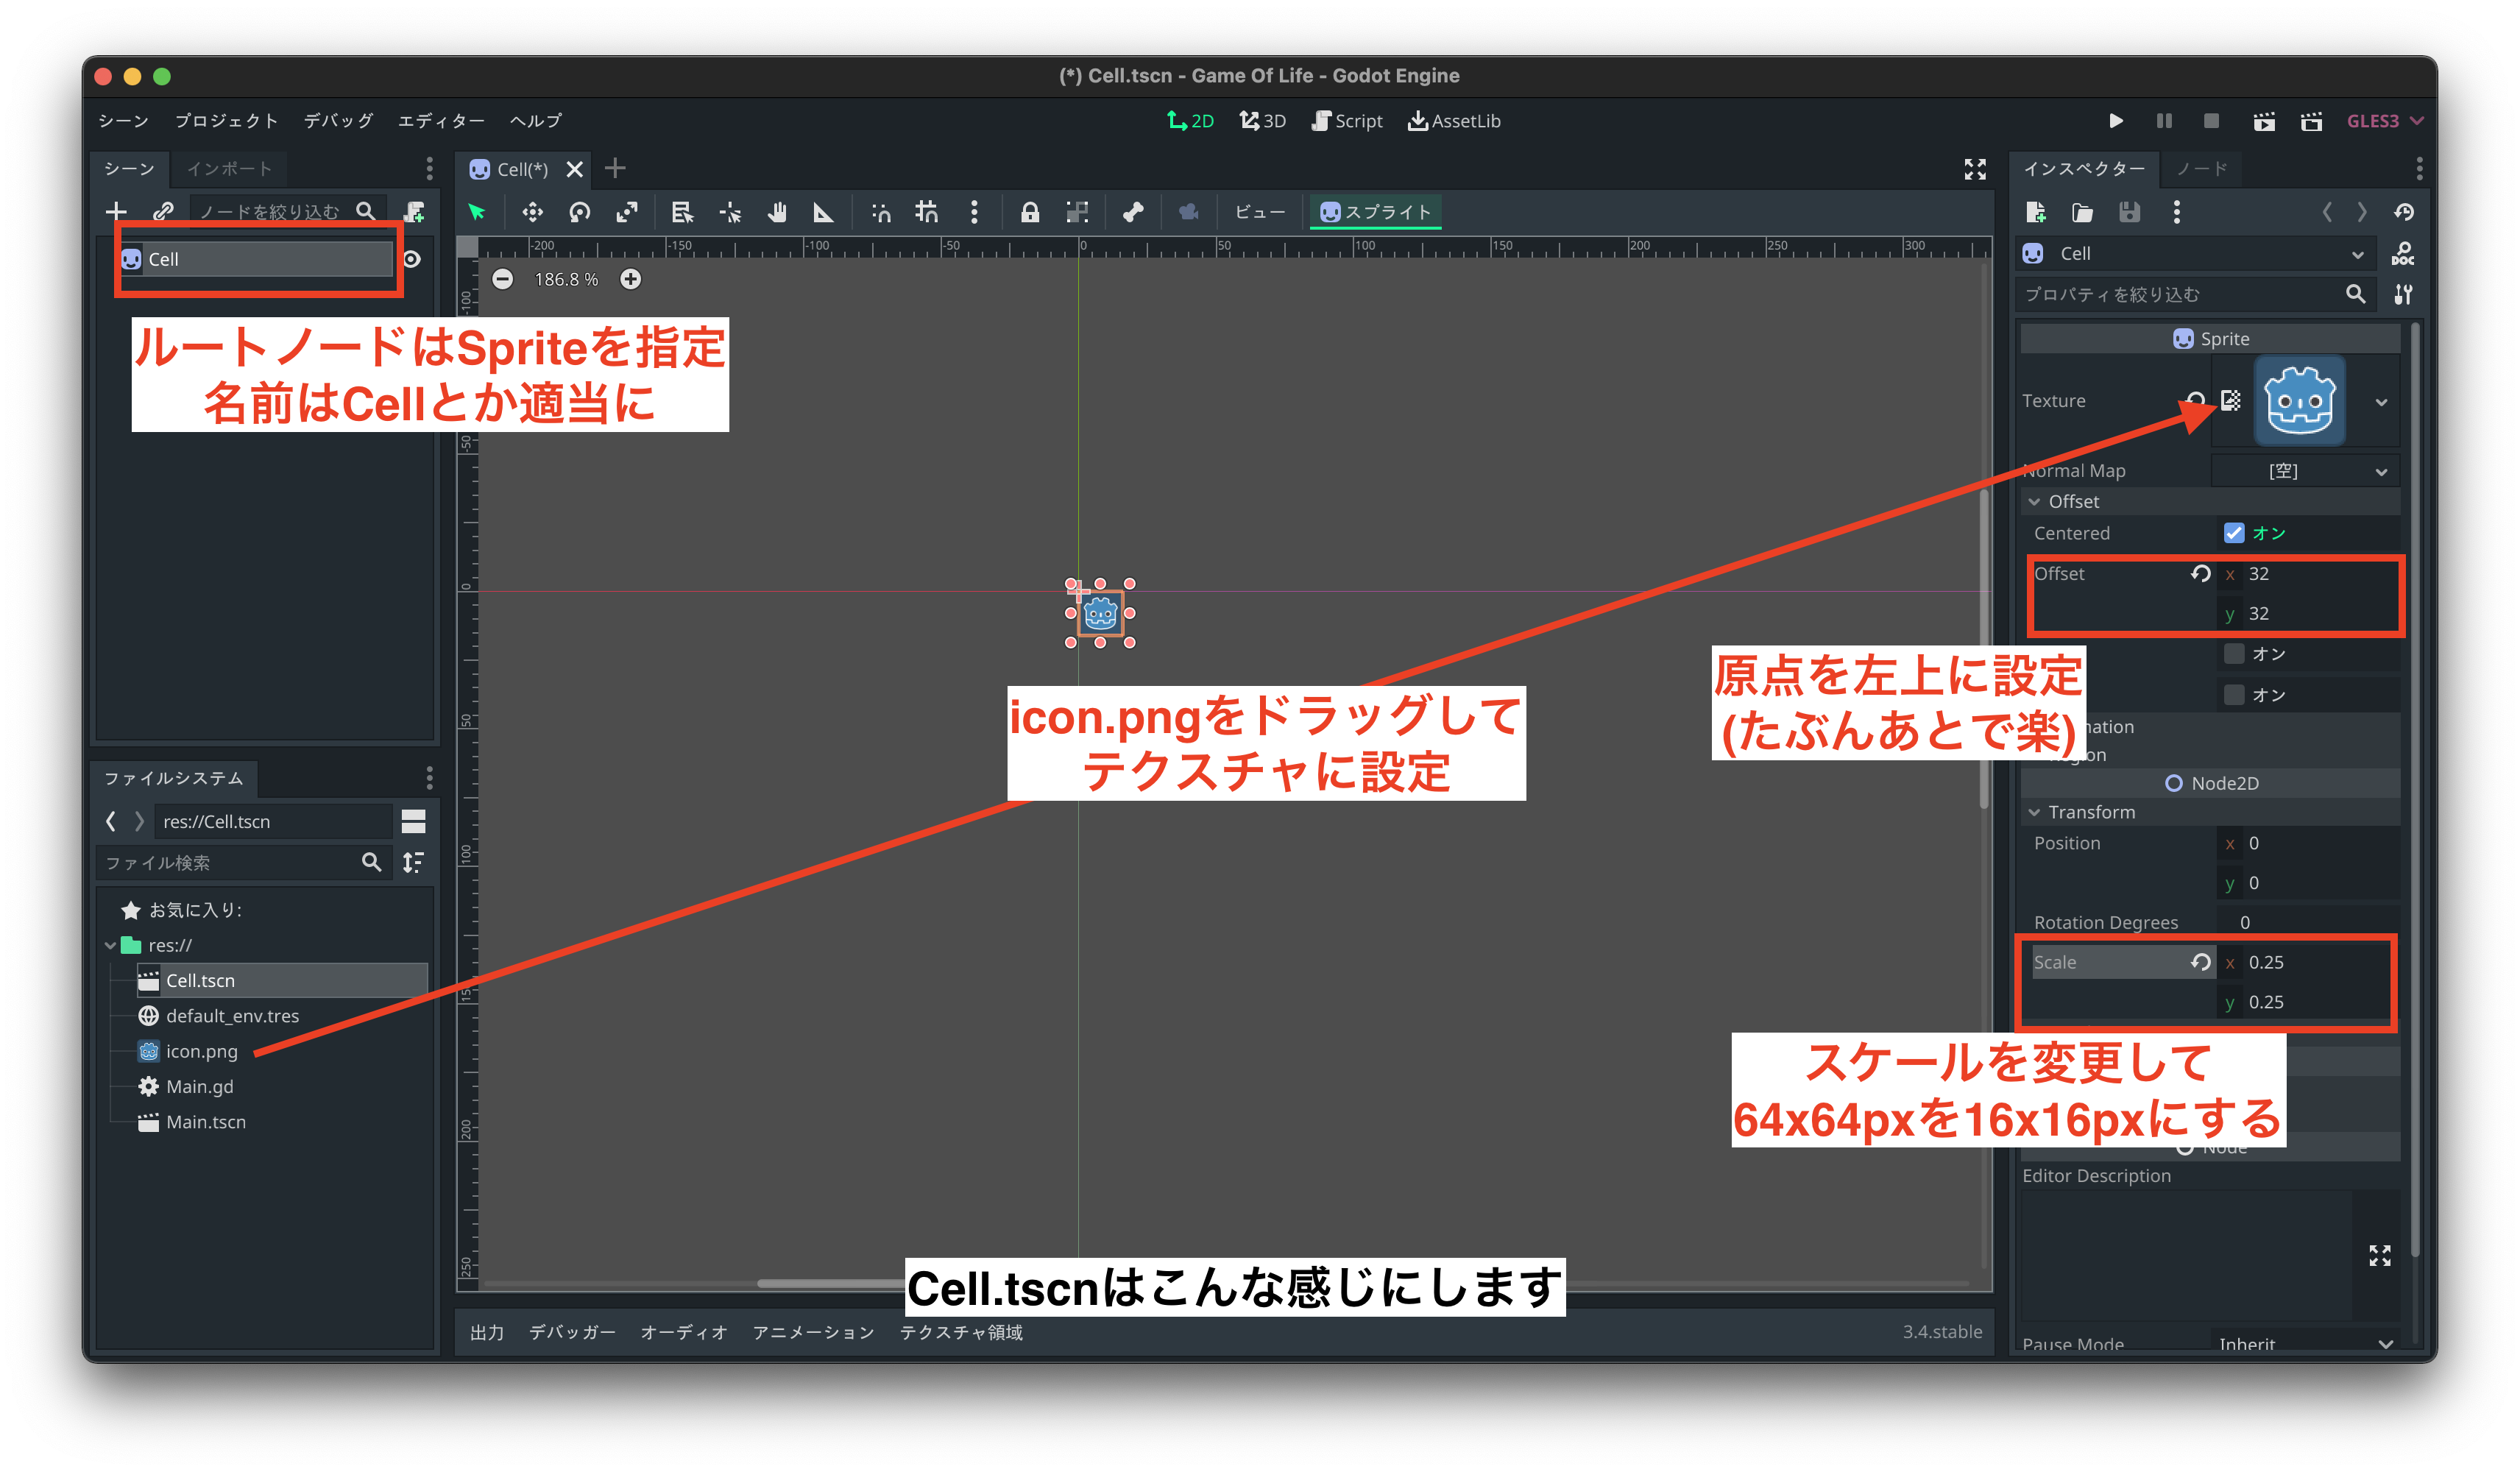 (*) Cell.tscn - Game Of Life - Godot Engine
シーン プロジェクト デバッグ エディター ヘルプ
2D 3D Script AssetLib
GLES3
シーン インポート
ノードを絞り込む
Cell
ルートノードはSpriteを指定
名前はCellとか適当に
ファイルシステム
res://Cell.tscn
ファイル検索
お気に入り:
res://
Cell.tscn
default_env.tres
icon.png
Main.gd
Main.tscn
Cell(*)
ビュー スプライト
-200 -150 -100 -50 0 50 100 150 200 250 300
186.8 %
-100
-50
0
50
100
200
250
icon.pngをドラッグして
テクスチャに設定
Cell.tscnはこんな感じにします
出力 デバッガー オーディオ アニメーション テクスチャ領域
3.4.stable
インスペクター ノード
Cell
DOC
プロパティを絞り込む
Sprite
Texture
Normal Map [空]
Offset
Centered オン
Offset x 32
y 32
オン
オン
原点を左上に設定
(たぶんあとで楽)
Node2D
Transform
Position x 0
y 0
Rotation Degrees 0
Scale x 0.25
y 0.25
スケールを変更して
64x64pxを16x16pxにする
Node
Editor Description
Pause Mode Inherit